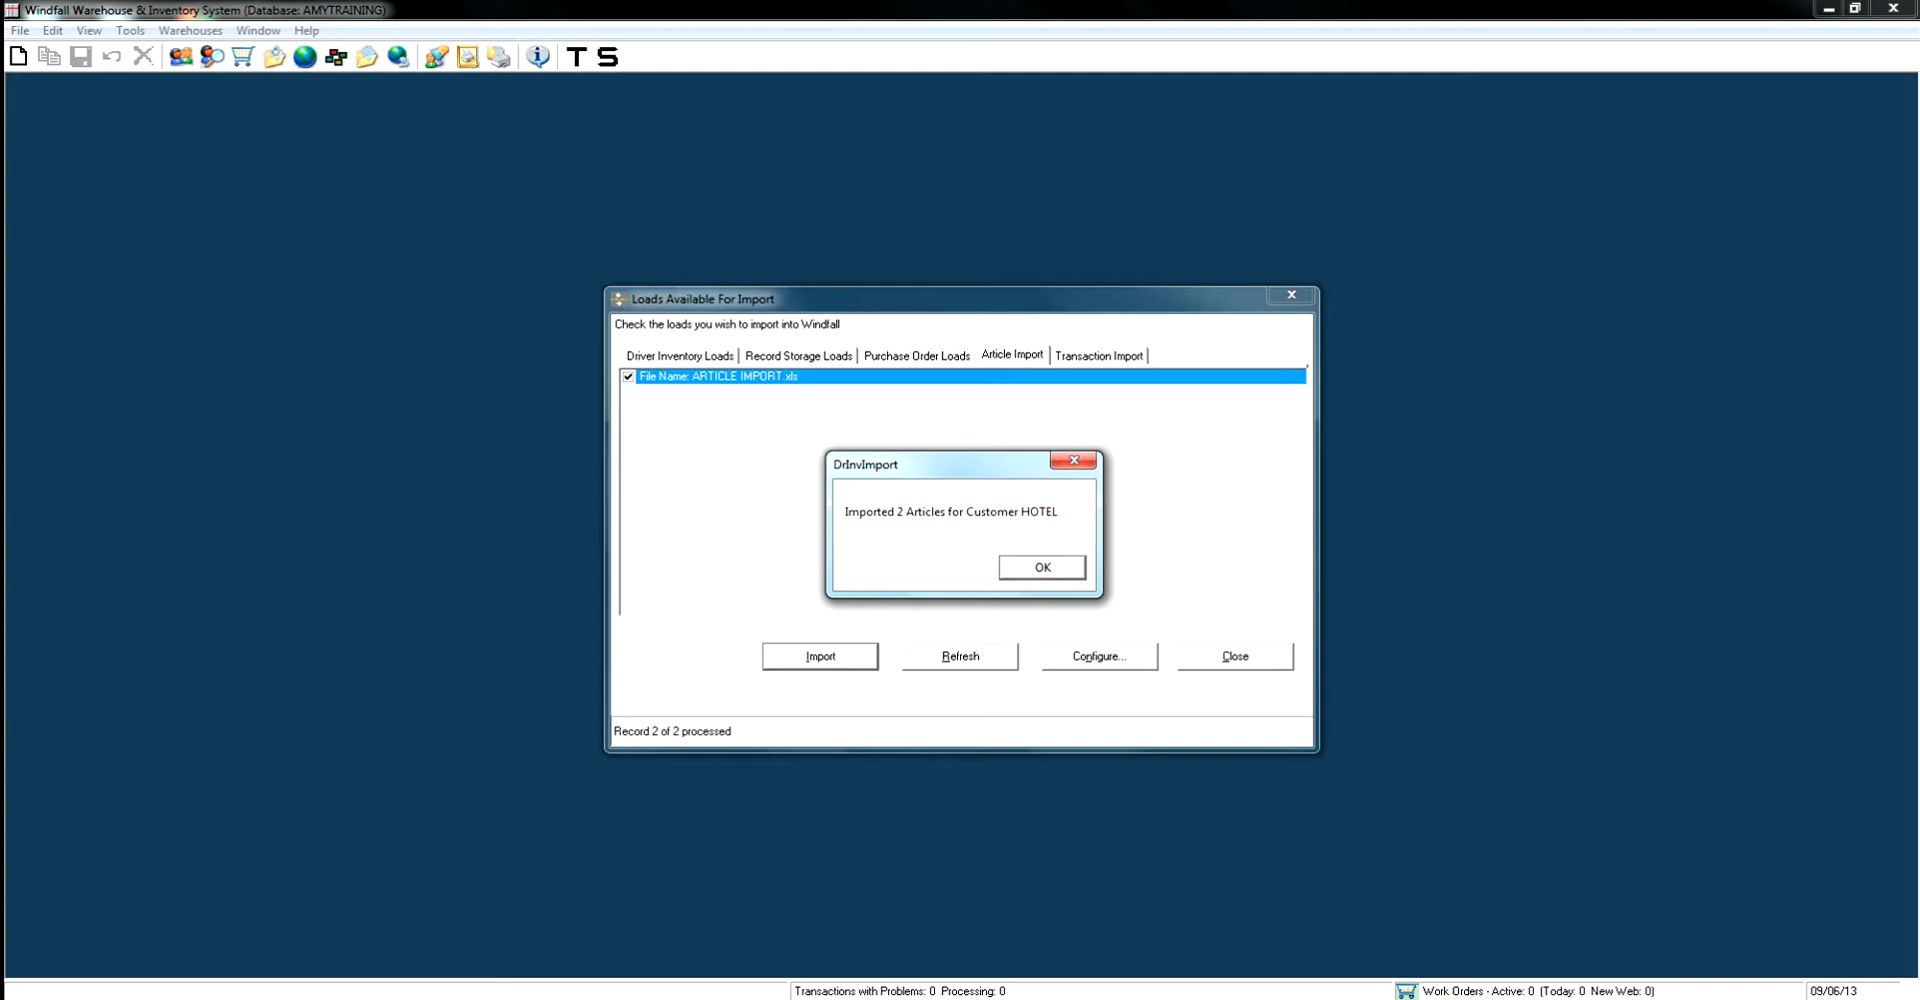 Windfall Warehouse & Inventory System (Database: AMYTRAINING)
File Edit View Tools Warehouses Window Help
T S
Loads Available For Import
Check the loads you wish to import into Windfall
Driver Inventory Loads Record Storage Loads Purchase Order Loads Article Import Transaction Import
File Name: ARTICLE IMPORT.xls
DrInvImport
Imported 2 Articles for Customer HOTEL
OK
Import Refresh Configure... Close
Record 2 of 2 processed
Transactions with Problems: 0 Processing: 0 Work Orders - Active: 0 (Today: 0 New Web: 0) 09/06/13